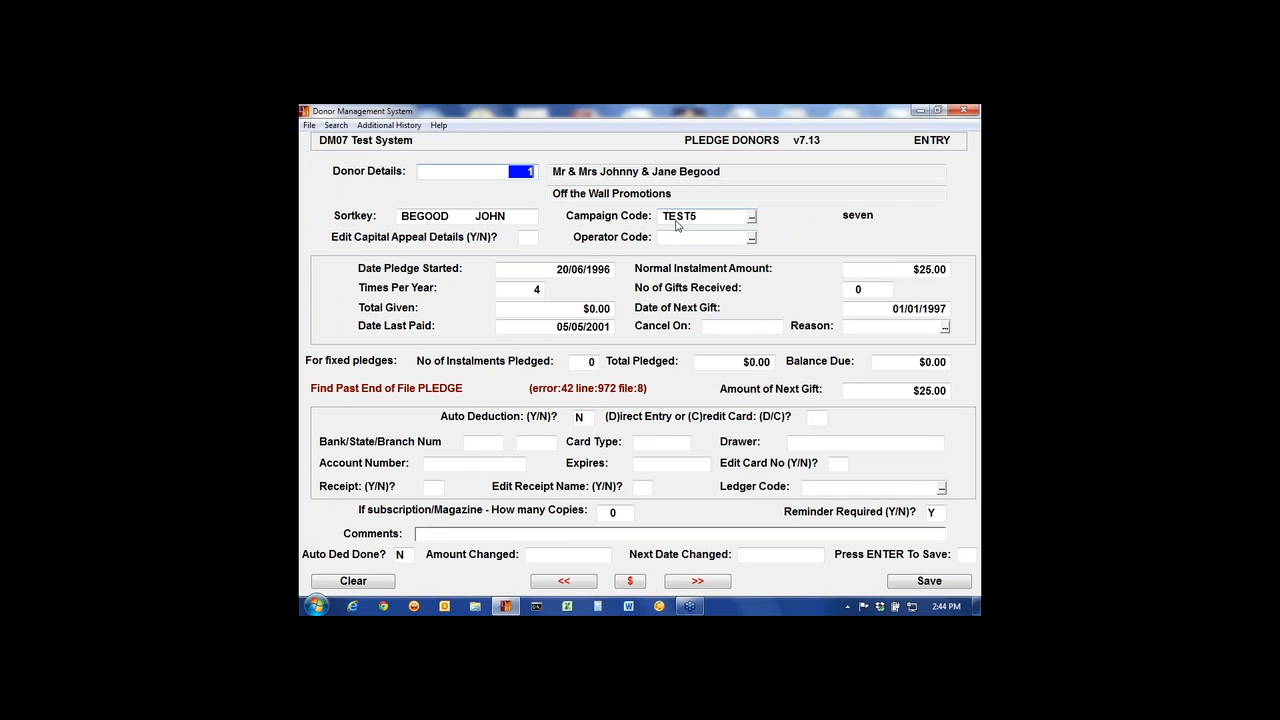 Donor Management System
File Search Additional History Help
DM07 Test System PLEDGE DONORS v7.13 ENTRY
Donor Details: 1 Mr & Mrs Johnny & Jane Begood
Off the Wall Promotions
Sortkey: BEGOOD JOHN Campaign Code: TEST5 ... seven
Edit Capital Appeal Details (Y/N)? Operator Code: ...
Date Pledge Started: 20/06/1996 Normal Instalment Amount: $25.00
Times Per Year: 4 No of Gifts Received: 0
Total Given: $0.00 Date of Next Gift: 01/01/1997
Date Last Paid: 05/05/2001 Cancel On: Reason: ...
For fixed pledges: No of Instalments Pledged: 0 Total Pledged: $0.00 Balance Due: $0.00
Find Past End of File PLEDGE (error:42 line:972 file:8) Amount of Next Gift: $25.00
Auto Deduction: (Y/N)? N (D)irect Entry or (C)redit Card: (D/C)?
Bank/State/Branch Num Card Type: Drawer:
Account Number: Expires: Edit Card No (Y/N)?
Receipt: (Y/N)? Edit Receipt Name: (Y/N)? Ledger Code: ...
If subscription/Magazine - How many Copies: 0 Reminder Required (Y/N)? Y
Comments:
Auto Ded Done? N Amount Changed: Next Date Changed: Press ENTER To Save:
Clear << $ >> Save
2:44 PM